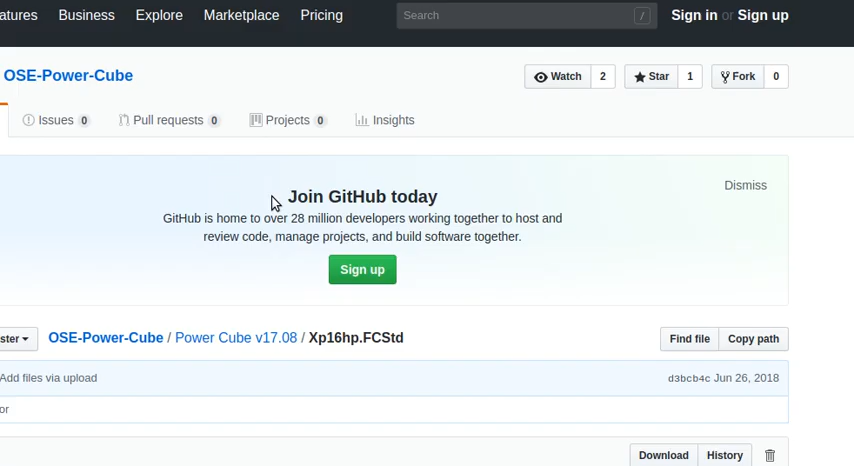 atures Business Explore Marketplace Pricing Search / Sign in or Sign up
OSE-Power-Cube Watch 2 Star 1 Fork 0
Issues 0 Pull requests 0 Projects 0 Insights
Dismiss
Join GitHub today
GitHub is home to over 28 million developers working together to host and
review code, manage projects, and build software together.
Sign up
ster OSE-Power-Cube / Power Cube v17.08 / Xp16hp.FCStd Find file Copy path
Add files via upload d3bcb4c Jun 26, 2018
or
Download History